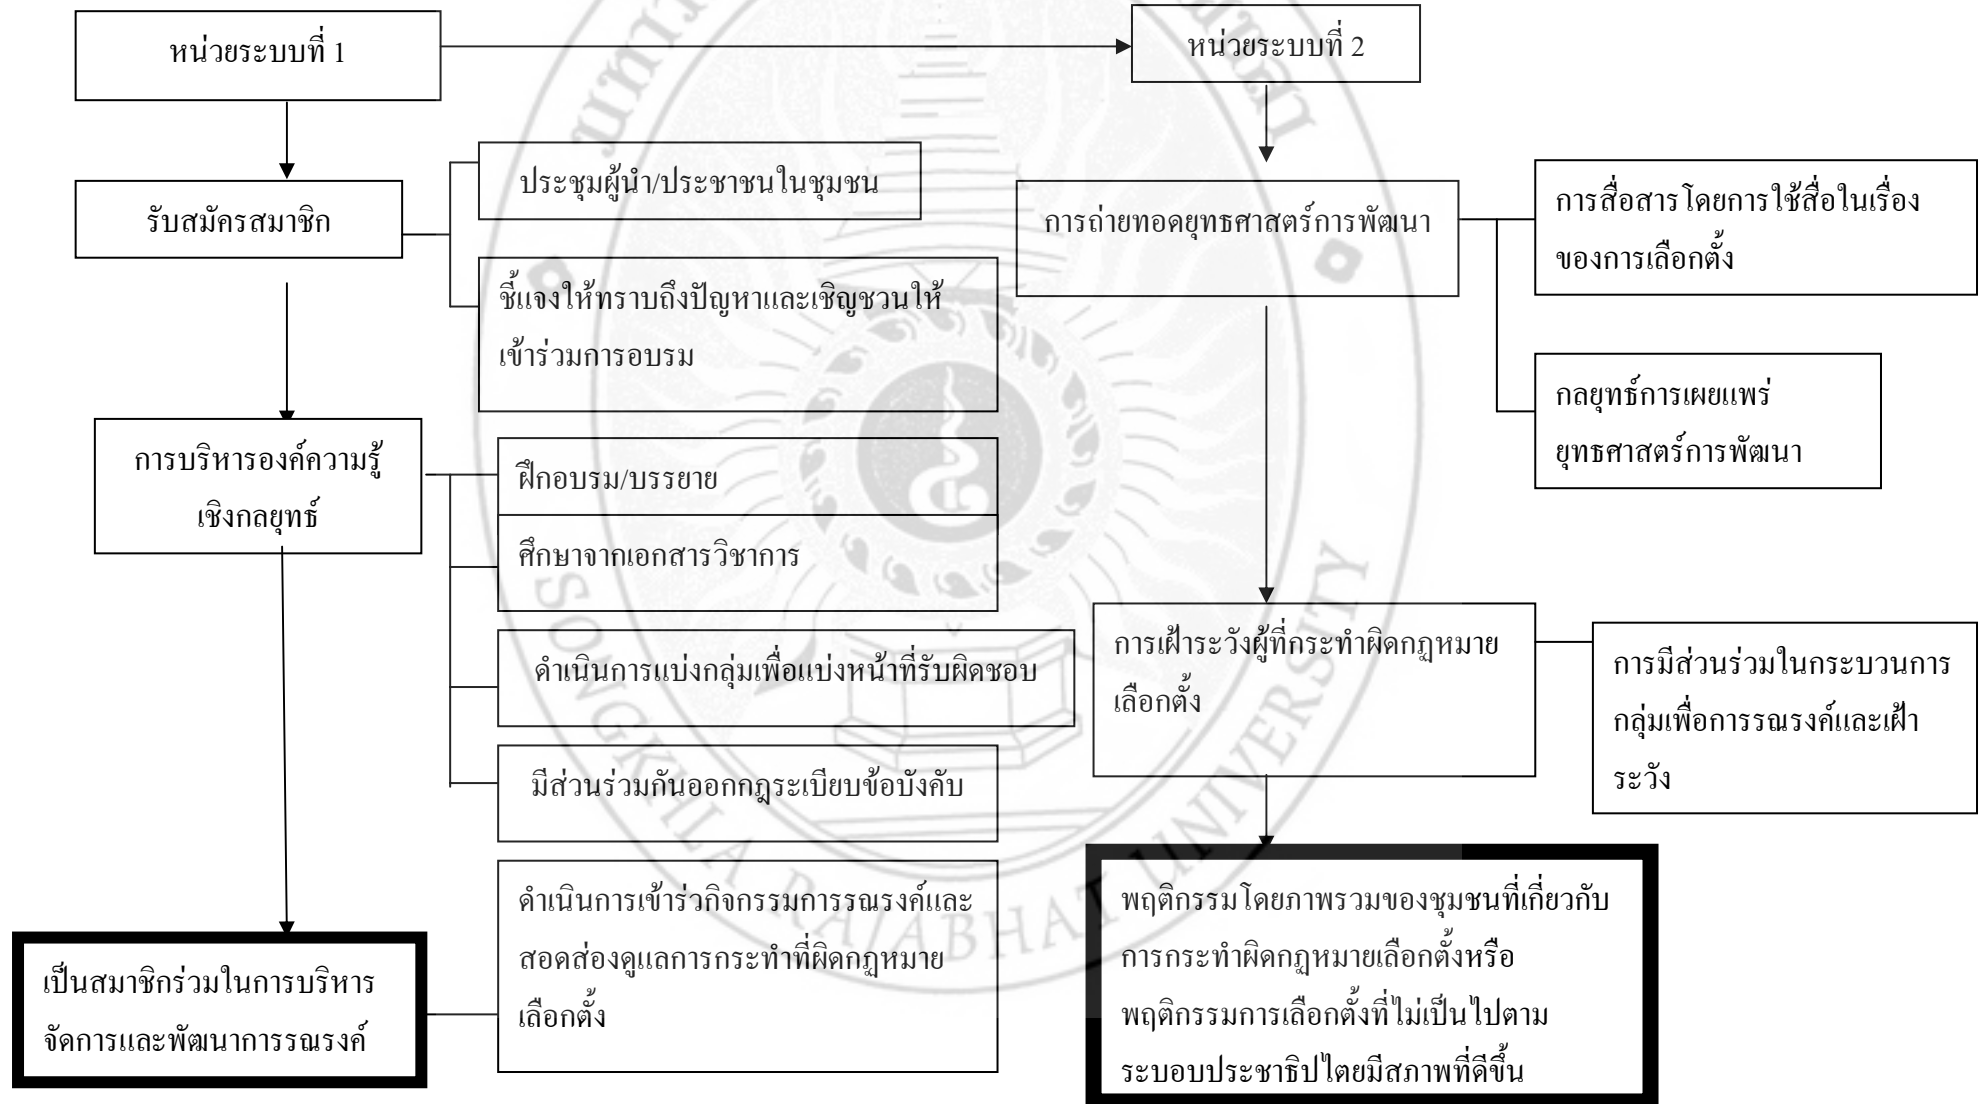 หน่วยระบบที่ 1
หน่วยระบบที่ 2
รับสมัครสมาชิก
ประชุมผู้นำ/ประชาชนในชุมชน
ชี้แจงให้ทราบถึงปัญหาและเชิญชวนให้
เข้าร่วมการอบรม
การถ่ายทอดยุทธศาสตร์การพัฒนา
การสื่อสารโดยการใช้สื่อในเรื่อง
ของการเลือกตั้ง
กลยุทธ์การเผยแพร่
ยุทธศาสตร์การพัฒนา
การบริหารองค์ความรู้
เชิงกลยุทธ์
ฝึกอบรม/บรรยาย
ศึกษาจากเอกสารวิชาการ
ดำเนินการแบ่งกลุ่มเพื่อแบ่งหน้าที่รับผิดชอบ
มีส่วนร่วมกันออกกฎระเบียบข้อบังคับ
การเฝ้าระวังผู้ที่กระทำผิดกฎหมาย
เลือกตั้ง
การมีส่วนร่วมในกระบวนการ
กลุ่มเพื่อการรณรงค์และเฝ้า
ระวัง
เป็นสมาชิกร่วมในการบริหาร
จัดการและพัฒนาการรณรงค์
ดำเนินการเข้าร่วกิจกรรมการรณรงค์และ
สอดส่องดูแลการกระทำที่ผิดกฎหมาย
เลือกตั้ง
พฤติกรรมโดยภาพรวมของชุมชนที่เกี่ยวกับ
การกระทำผิดกฎหมายเลือกตั้งหรือ
พฤติกรรมการเลือกตั้งที่ไม่เป็นไปตาม
ระบอบประชาธิปไตยมีสภาพที่ดีขึ้น
SONGKHLA RAJABHAT UNIVERSITY